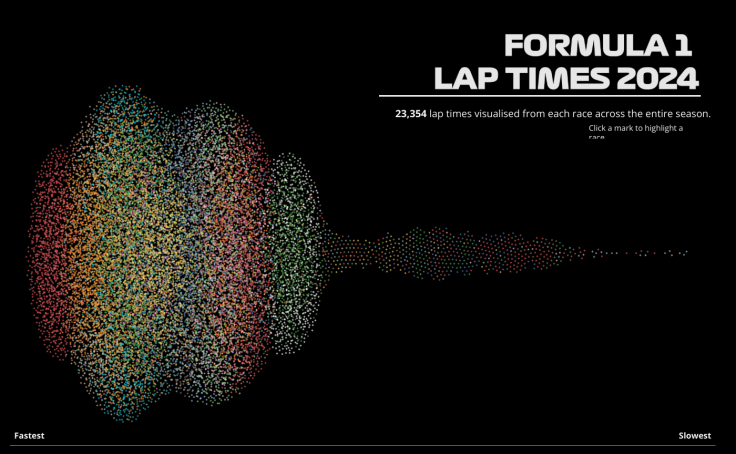 FORMULA 1
LAP TIMES 2024
23,354 lap times visualised from each race across the entire season.
Click a mark to highlight a
race
Fastest
Slowest